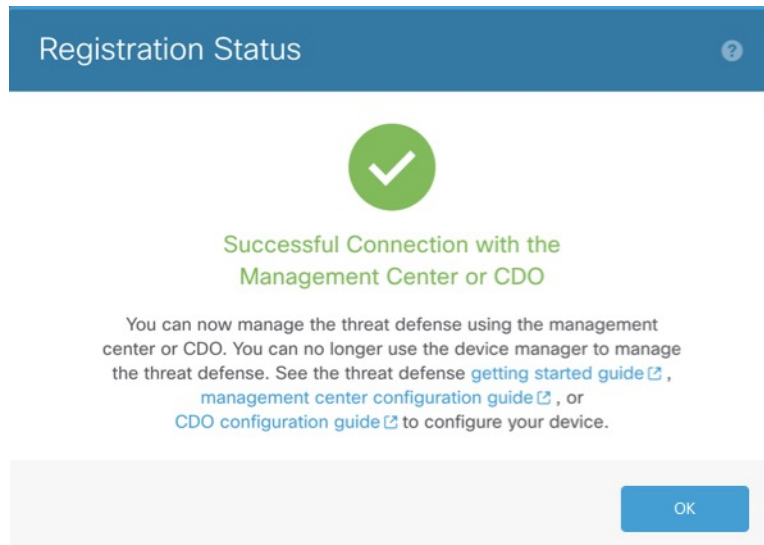 Registration Status
Successful Connection with the
Management Center or CDO
You can now manage the threat defense using the management
center or CDO. You can no longer use the device manager to manage
the threat defense. See the threat defense getting started guide ,
management center configuration guide , or
CDO configuration guide to configure your device.
OK